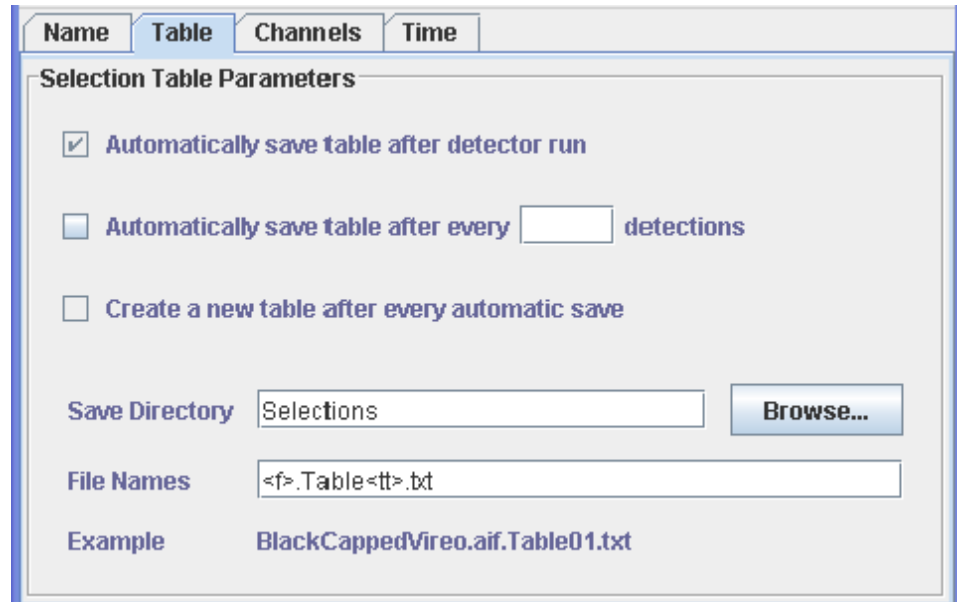 Name Table Channels Time
Selection Table Parameters
Automatically save table after detector run
Automatically save table after every detections
Create a new table after every automatic save
Save Directory Selections Browse...
File Names <f>.Table<tt>.txt
Example BlackCappedVireo.aif.Table01.txt